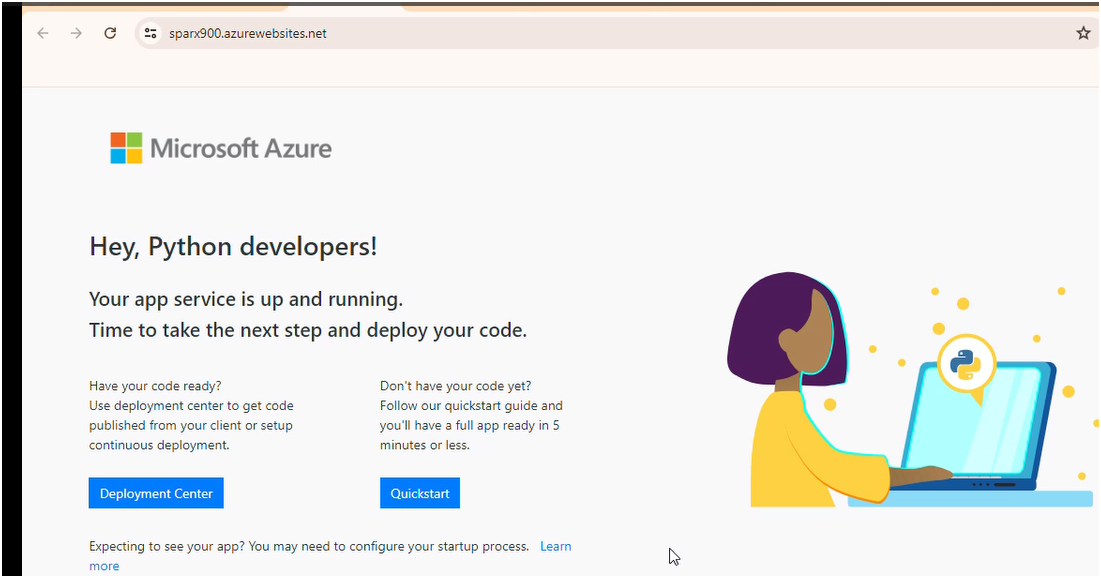 sparx900.azurewebsites.net
Microsoft Azure
Hey, Python developers!
Your app service is up and running.
Time to take the next step and deploy your code.
Have your code ready?
Use deployment center to get code
published from your client or setup
continuous deployment.
Deployment Center
Don't have your code yet?
Follow our quickstart guide and
you'll have a full app ready in 5
minutes or less.
Quickstart
Expecting to see your app? You may need to configure your startup process. Learn
more